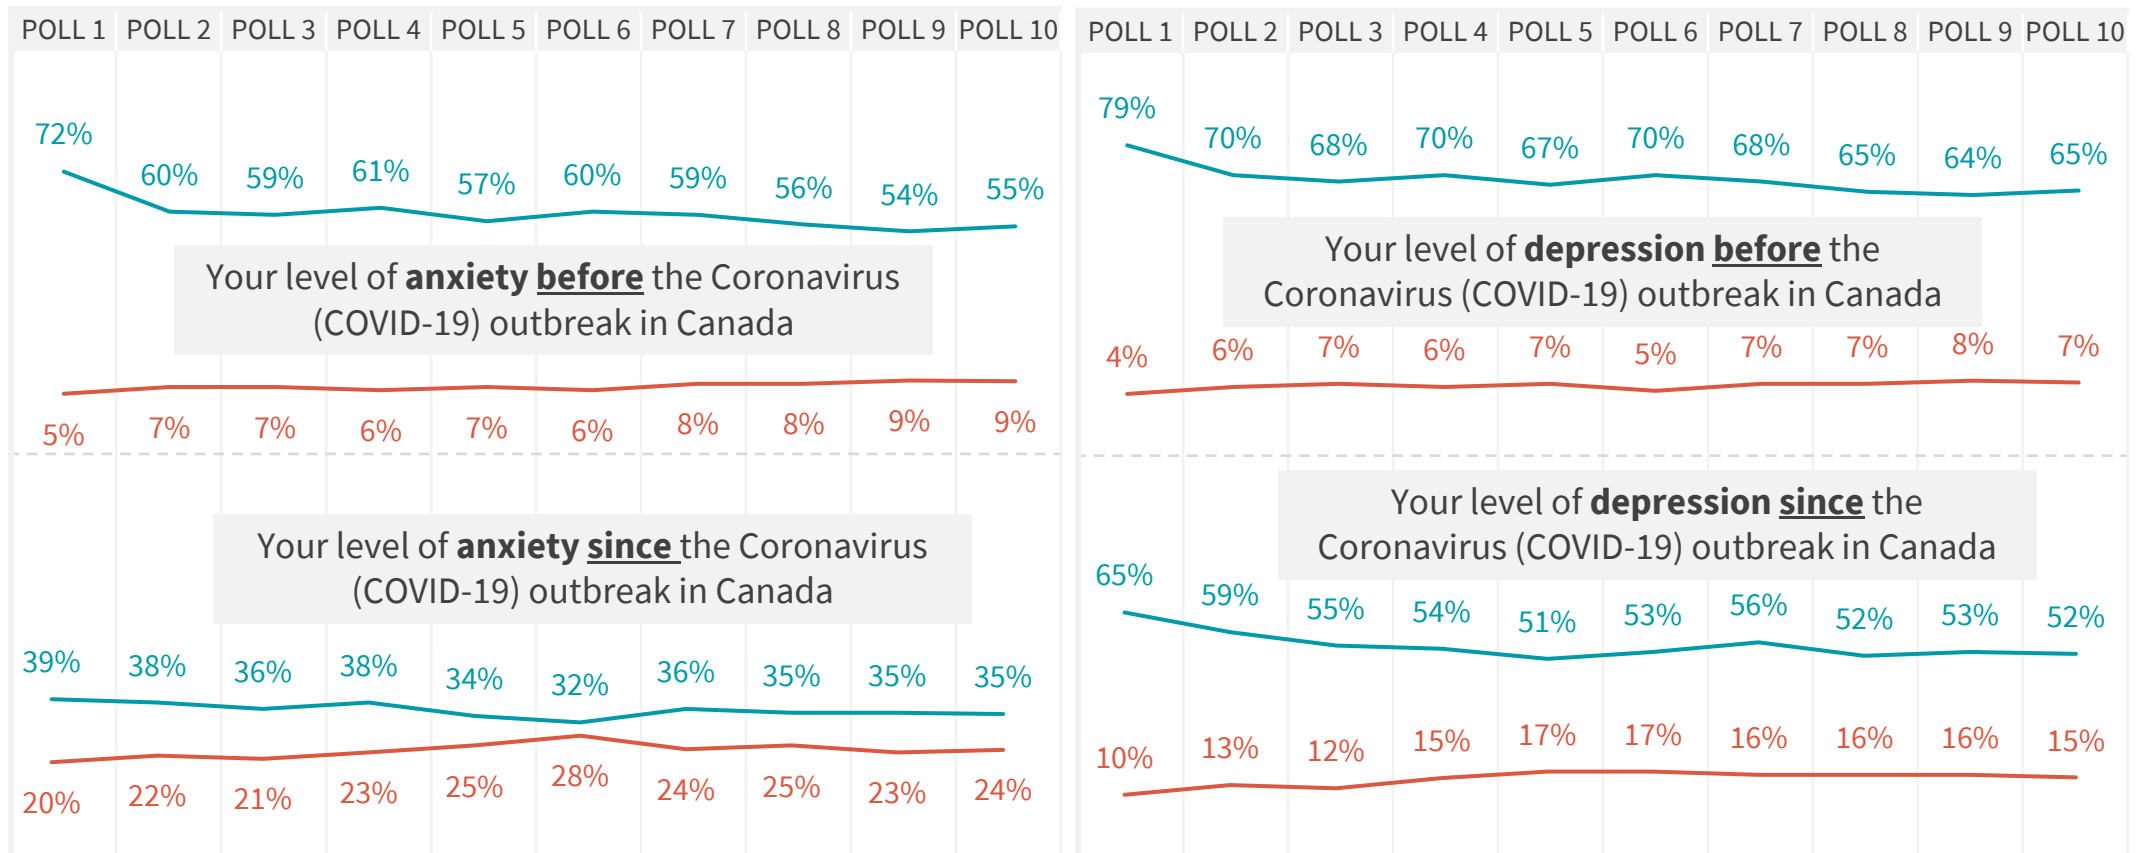 POLL 1 POLL 2 POLL 3 POLL 4 POLL 5 POLL 6 POLL 7 POLL 8 POLL 9 POLL 10
72% 60% 59% 61% 57% 60% 59% 56% 54% 55%
Your level of anxiety before the Coronavirus
(COVID-19) outbreak in Canada
5% 7% 7% 6% 7% 6% 8% 8% 9% 9%
Your level of anxiety since the Coronavirus
(COVID-19) outbreak in Canada
39% 38% 36% 38% 34% 32% 36% 35% 35% 35%
20% 22% 21% 23% 25% 28% 24% 25% 23% 24%
POLL 1 POLL 2 POLL 3 POLL 4 POLL 5 POLL 6 POLL 7 POLL 8 POLL 9 POLL 10
79% 70% 68% 70% 67% 70% 68% 65% 64% 65%
Your level of depression before the
Coronavirus (COVID-19) outbreak in Canada
4% 6% 7% 6% 7% 5% 7% 7% 8% 7%
Your level of depression since the
Coronavirus (COVID-19) outbreak in Canada
65% 59% 55% 54% 51% 53% 56% 52% 53% 52%
10% 13% 12% 15% 17% 17% 16% 16% 16% 15%